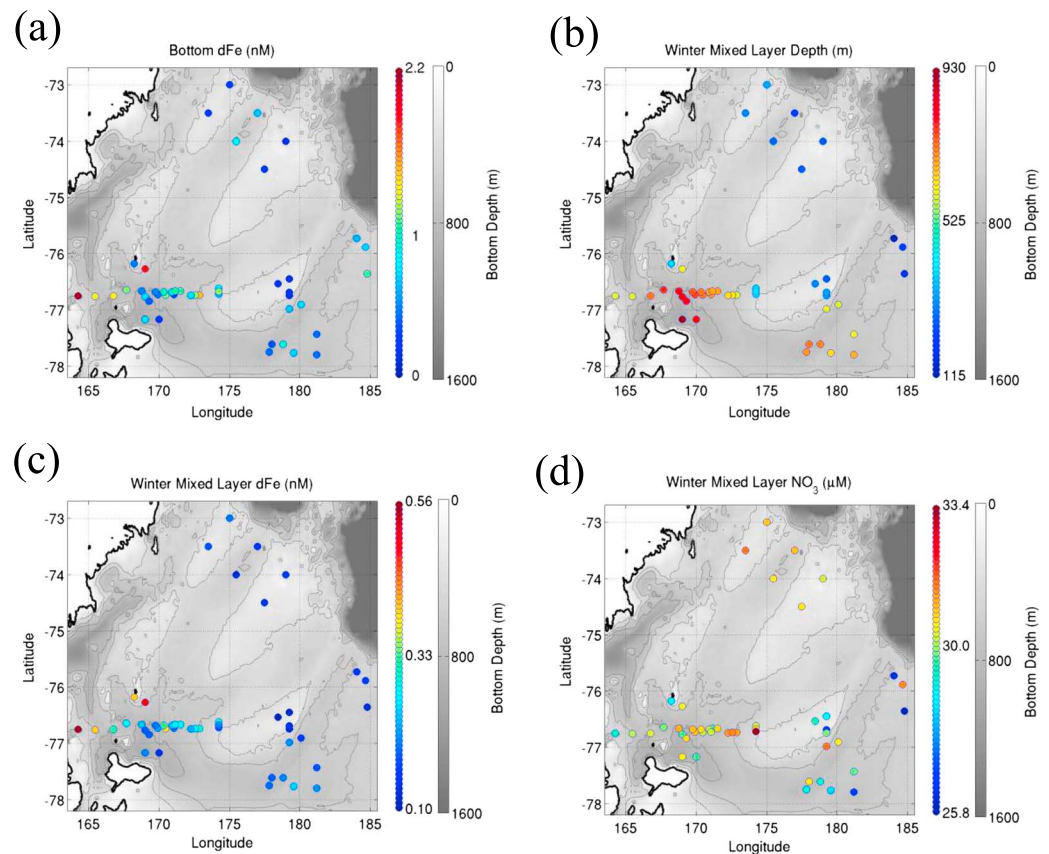 (a)
Bottom dFe (nM)
-73
-74
-75
-76
-77
-78
165 170 175 180 185
Latitude
Longitude
2.2
1
0
0
800
1600
Bottom Depth (m)
(b)
Winter Mixed Layer Depth (m)
-73
-74
-75
-76
-77
-78
165 170 175 180 185
Latitude
Longitude
930
525
115
0
800
1600
Bottom Depth (m)
(c)
Winter Mixed Layer dFe (nM)
-73
-74
-75
-76
-77
-78
165 170 175 180 185
Latitude
Longitude
0.56
0.33
0.10
0
800
1600
Bottom Depth (m)
(d)
Winter Mixed Layer NO3 (μM)
-73
-74
-75
-76
-77
-78
165 170 175 180 185
Latitude
Longitude
33.4
30.0
25.8
0
800
1600
Bottom Depth (m)